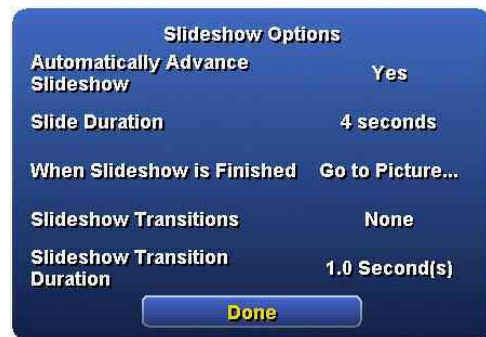 Slideshow Options
Automatically Advance
Slideshow
Yes
Slide Duration
4 seconds
When Slideshow is Finished
Go to Picture...
Slideshow Transitions
None
Slideshow Transition
Duration
1.0 Second(s)
Done